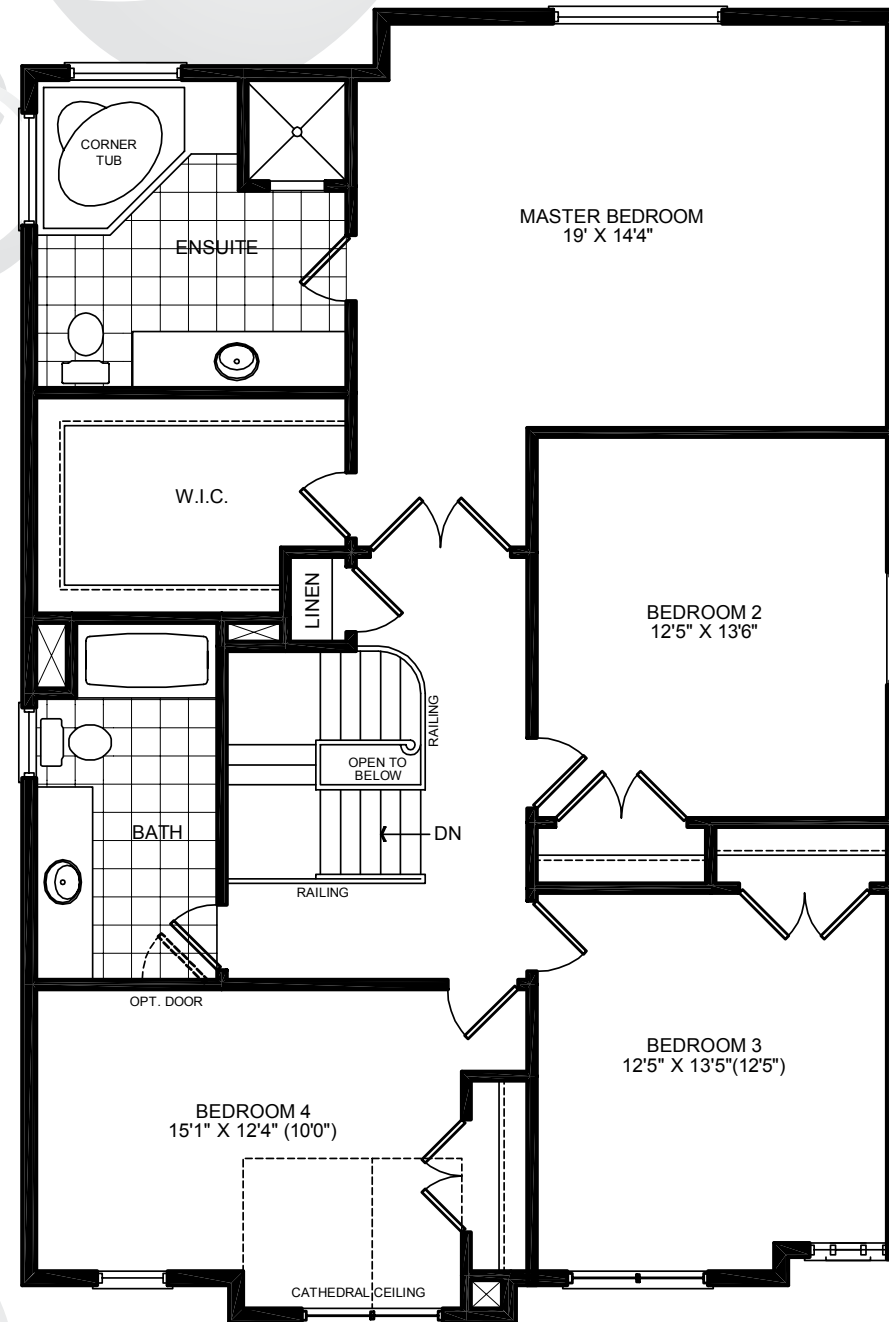 CORNER
TUB
MASTER BEDROOM
19' X 14'4"
ENSUITE
W.I.C.
LINEN
BEDROOM 2
12'5" X 13'6"
RAILING
OPEN TO
BELOW
BATH
DN
RAILING
OPT. DOOR
BEDROOM 3
12'5" X 13'5"(12'5")
BEDROOM 4
15'1" X 12'4" (10'0")
CATHEDRAL CEILING